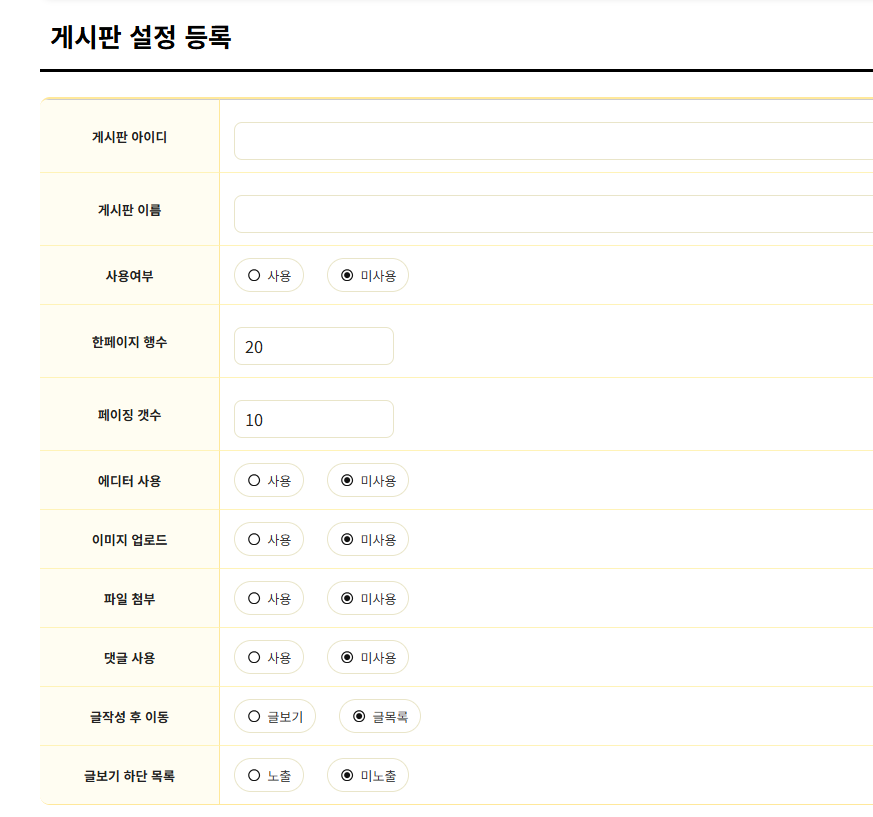 게시판 설정 등록
게시판 아이디
게시판 이름
사용여부 사용 미사용
한페이지 행수 20
페이징 갯수 10
에디터 사용 사용 미사용
이미지 업로드 사용 미사용
파일 첨부 사용 미사용
댓글 사용 사용 미사용
글작성 후 이동 글보기 글목록
글보기 하단 목록 노출 미노출